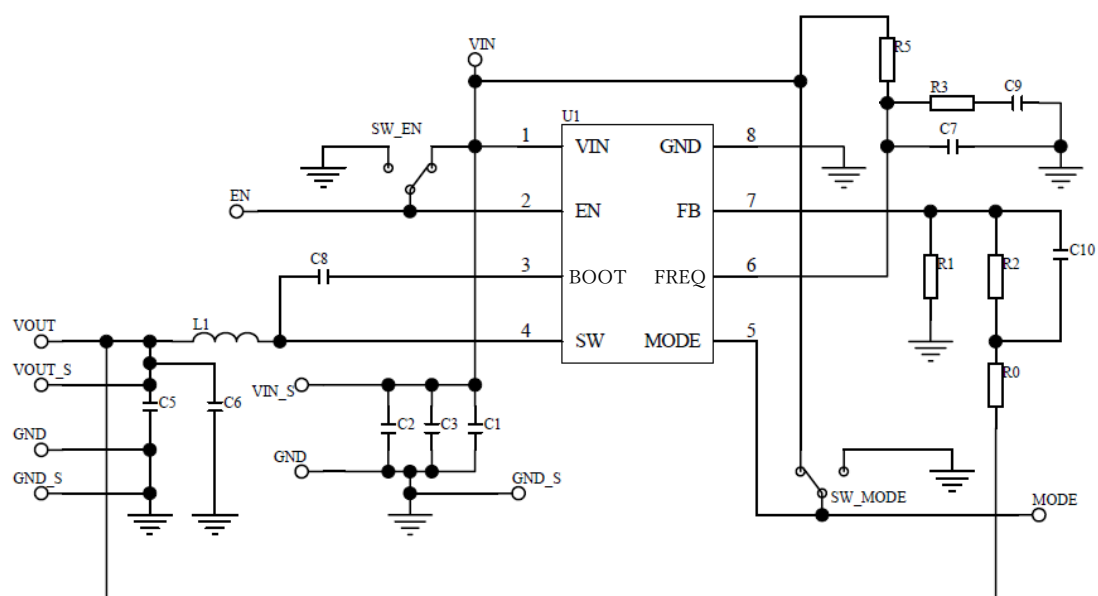 VIN
R5
R3
C9
U1
SW_EN
1
VIN
GND
8
C7
EN
2
EN
FB
7
C8
3
BOOT
FREQ
6
R1
R2
C10
VOUT
L1
4
SW
MODE
5
VOUT_S
VIN_S
R0
C5
C6
C2
C3
C1
GND
GND
GND_S
GND_S
SW_MODE
MODE